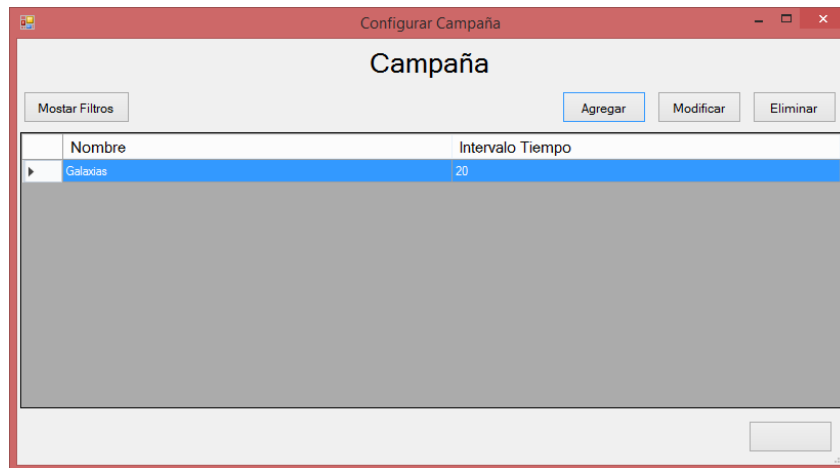 Configurar Campaña
Campaña
Mostar Filtros Agregar Modificar Eliminar
Nombre Intervalo Tiempo
Galaxias 20